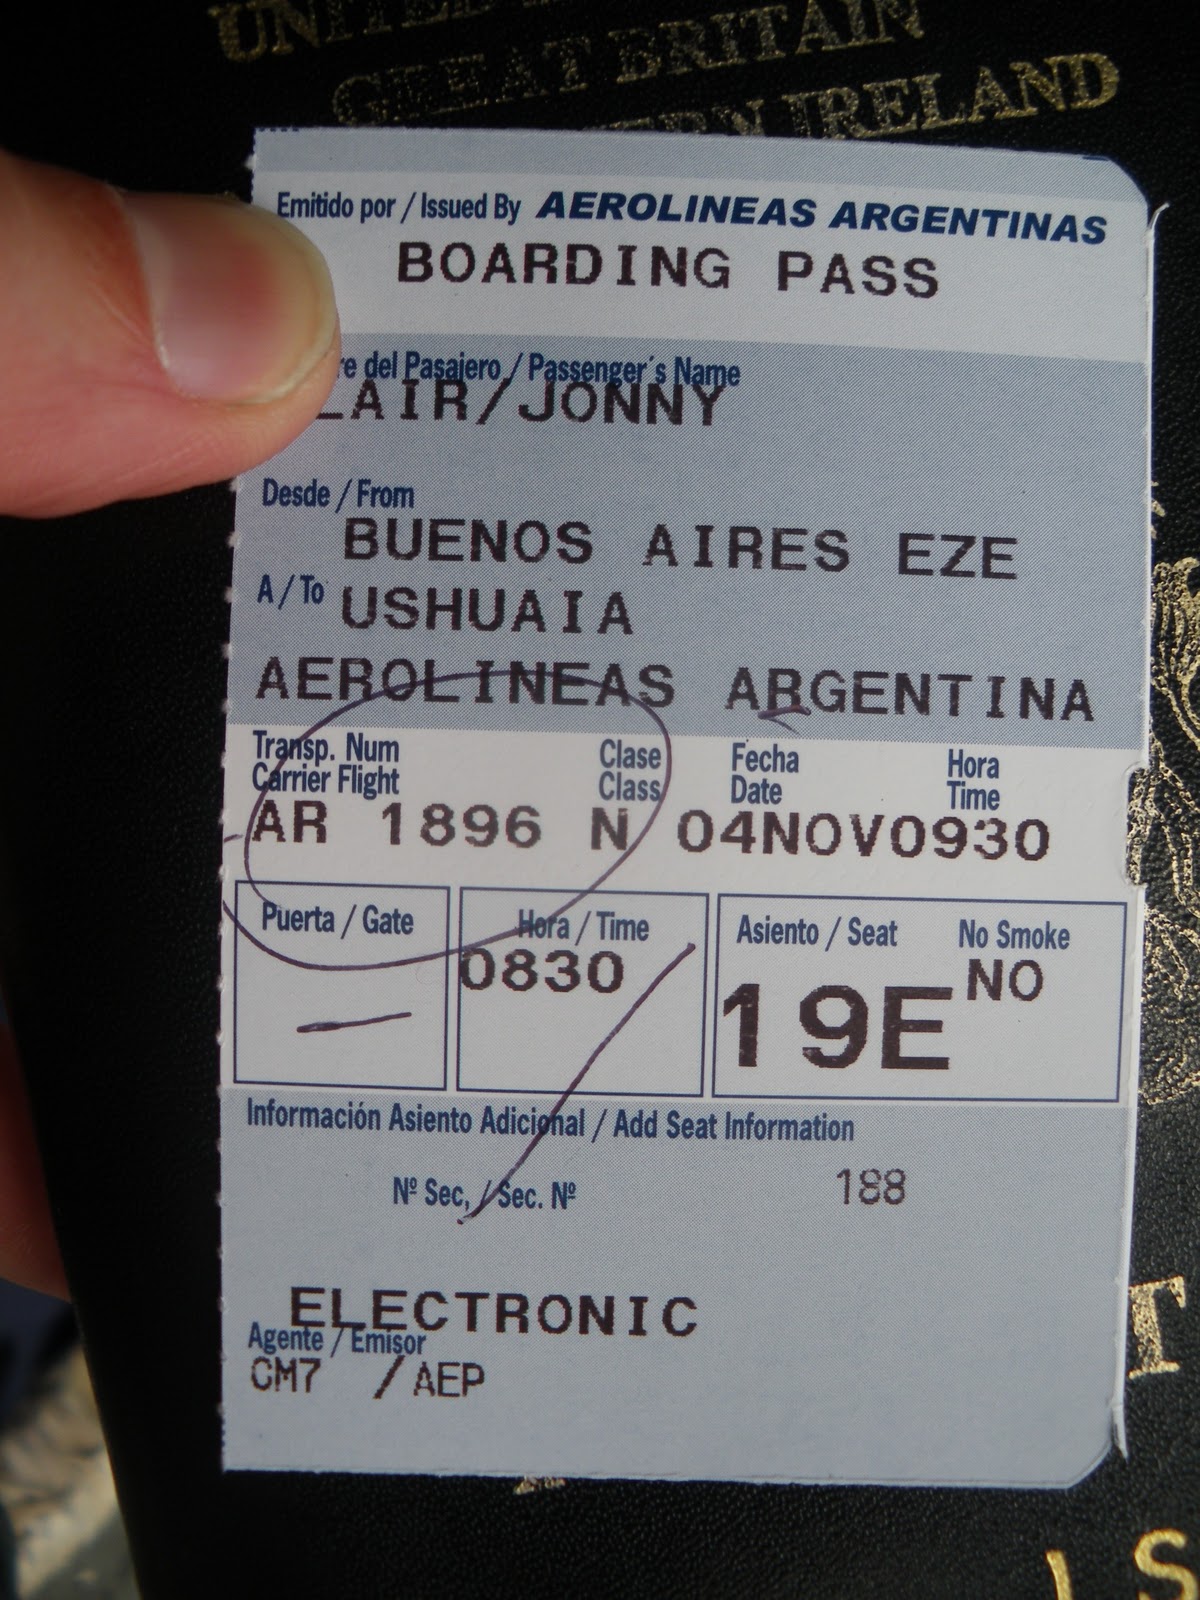 UNITED
GREAT BRITAIN
IRELAND
Emitido por / Issued By AEROLINEAS ARGENTINAS
BOARDING PASS
re del Pasajero / Passenger's Name
LAIR/JONNY
Desde / From
BUENOS AIRES EZE
A / To USHUAIA
AEROLINEAS ARGENTINA
Transp. Num Clase Fecha Hora
Carrier Flight Class Date Time
AR 1896 N 04NOV0930
Puerta / Gate Hora / Time Asiento / Seat No Smoke
0830 19E NO
Información Asiento Adicional / Add Seat Information
Nº Sec, / Sec. Nº 188
ELECTRONIC
Agente / Emisor
CM7 /AEP